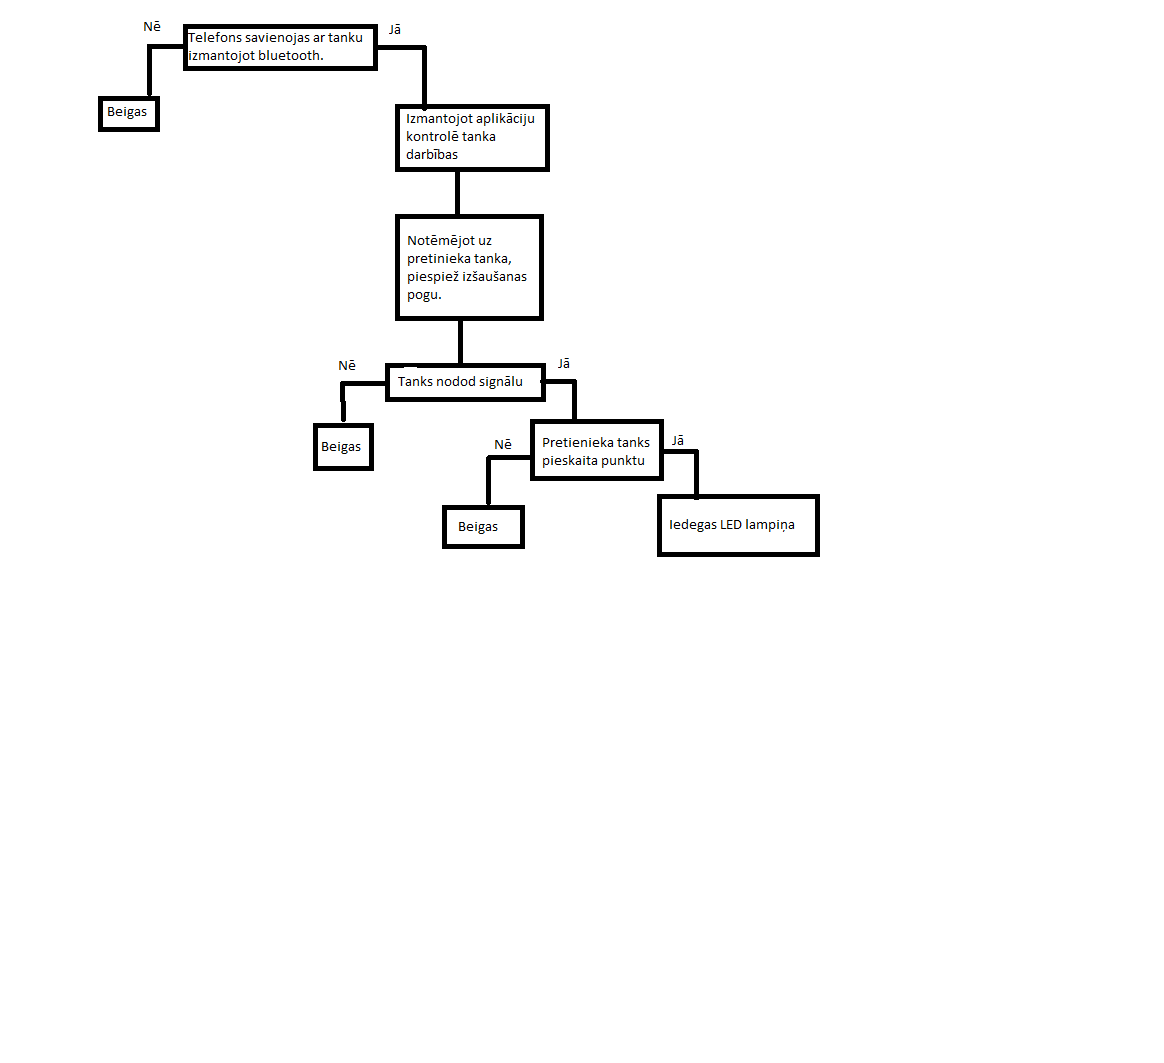 Nē
Jā
Telefons savienojas ar tanku
izmantojot bluetooth.
Beigas
Izmantojot aplikāciju
kontrolē tanka
darbības
Notēmējot uz
pretinieka tanka,
piespiež izšaušanas
pogu.
Nē
Jā
Tanks nodod signālu
Beigas
Nē
Jā
Pretienieka tanks
pieskaita punktu
Beigas
Iedegas LED lampiņa